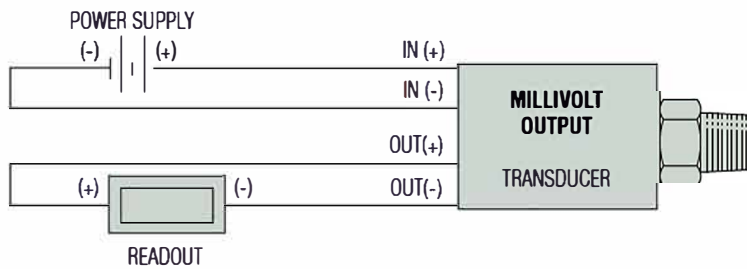 POWER SUPPLY
(-) (+) IN (+)
IN (-)
MILLIVOLT
OUTPUT
OUT(+)
TRANSDUCER
(+) (-) OUT(-)
READOUT